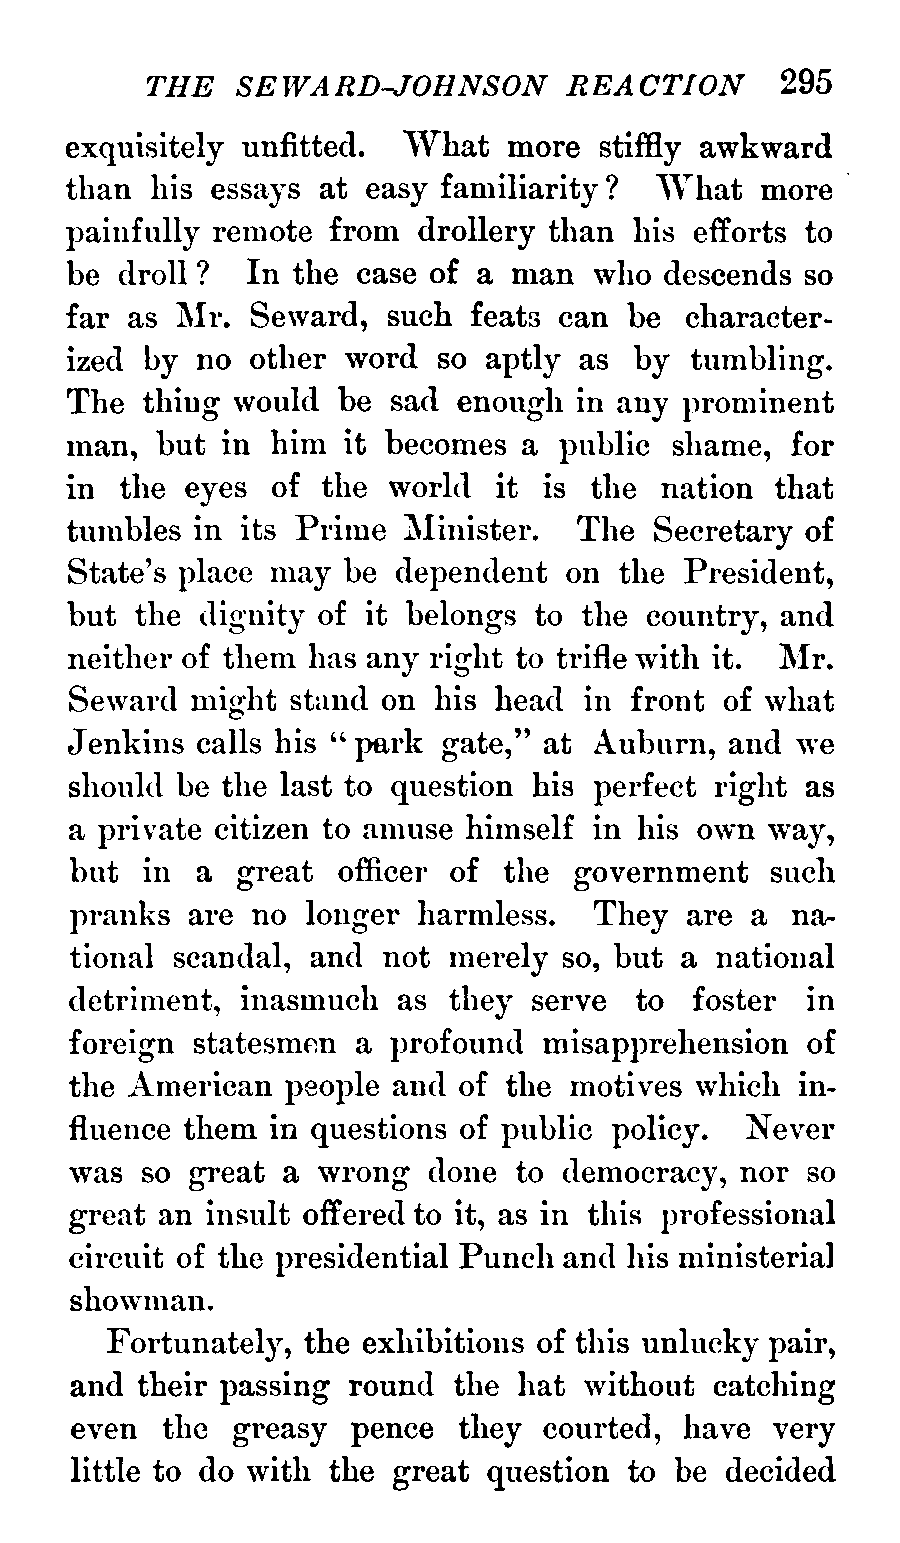 THE SEWARD-JOHNSON REACTION 295
exquisitely unfitted. What more stiffly awkward
than his essays at easy familiarity? What more
painfully remote from drollery than his efforts to
be droll? In the case of a man who descends so
far as Mr. Seward, such feats can be character-
ized by no other word so aptly as by tumbling.
The thing would be sad enough in any prominent
man, but in him it becomes a public shame, for
in the eyes of the world it is the nation that
tumbles in its Prime Minister. The Secretary of
State's place may be dependent on the President,
but the dignity of it belongs to the country, and
neither of them has any right to trifle with it. Mr.
Seward might stand on his head in front of what
Jenkins calls his "park gate," at Auburn, and we
should be the last to question his perfect right as
a private citizen to amuse himself in his own way,
but in a great officer of the government such
pranks are no longer harmless. They are a na-
tional scandal, and not merely so, but a national
detriment, inasmuch as they serve to foster in
foreign statesmen a profound misapprehension of
the American people and of the motives which in-
fluence them in questions of public policy. Never
was so great a wrong done to democracy, nor so
great an insult offered to it, as in this professional
circuit of the presidential Punch and his ministerial
showman.
Fortunately, the exhibitions of this unlucky pair,
and their passing round the hat without catching
even the greasy pence they courted, have very
little to do with the great question to be decided